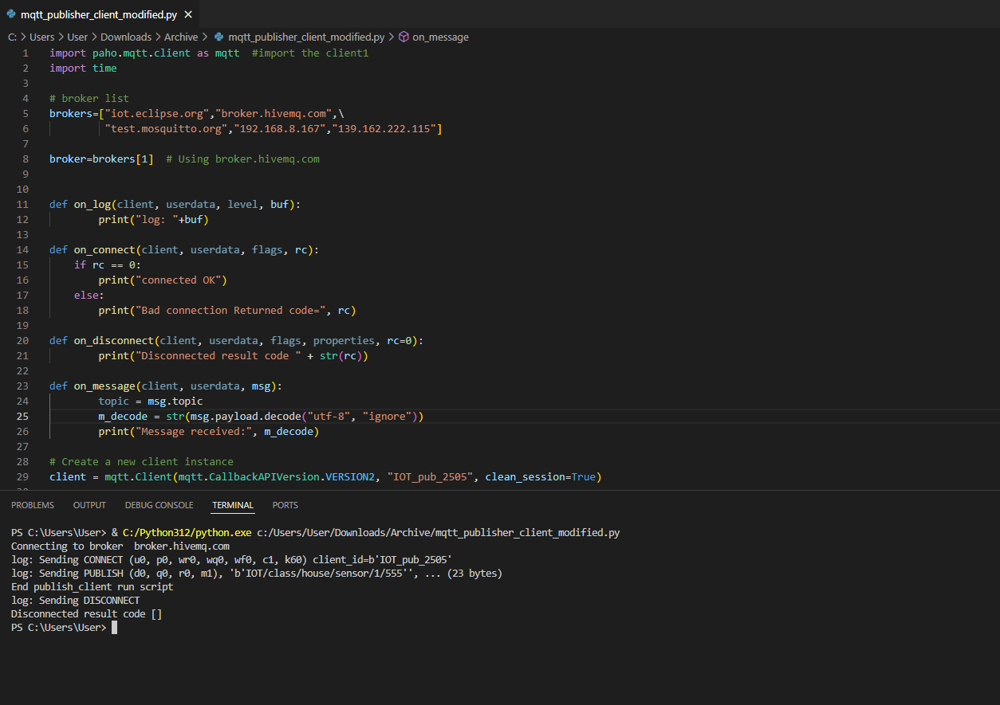 mqtt_publisher_client_modified.py ×
C: > Users > User > Downloads > Archive > mqtt_publisher_client_modified.py > on_message
1 import paho.mqtt.client as mqtt  #import the client1
2 import time
3
4 # broker list
5 brokers=["iot.eclipse.org","broker.hivemq.com",\
6          "test.mosquitto.org","192.168.8.167","139.162.222.115"]
7
8 broker=brokers[1]  # Using broker.hivemq.com
9
10
11 def on_log(client, userdata, level, buf):
12         print("log: "+buf)
13
14 def on_connect(client, userdata, flags, rc):
15     if rc == 0:
16         print("connected OK")
17     else:
18         print("Bad connection Returned code=", rc)
19
20 def on_disconnect(client, userdata, flags, properties, rc=0):
21         print("Disconnected result code " + str(rc))
22
23 def on_message(client, userdata, msg):
24         topic = msg.topic
25         m_decode = str(msg.payload.decode("utf-8", "ignore"))
26         print("Message received:", m_decode)
27
28 # Create a new client instance
29 client = mqtt.Client(mqtt.CallbackAPIVersion.VERSION2, "IOT_pub_2505", clean_session=True)
PROBLEMS OUTPUT DEBUG CONSOLE TERMINAL PORTS
PS C:\Users\User> & C:/Python312/python.exe c:/Users/User/Downloads/Archive/mqtt_publisher_client_modified.py
Connecting to broker  broker.hivemq.com
log: Sending CONNECT (u0, p0, wr0, wq0, wf0, c1, k60) client_id=b'IOT_pub_2505'
log: Sending PUBLISH (d0, q0, r0, m1), 'b'IOT/class/house/sensor/1/555'', ... (23 bytes)
End publish_client run script
log: Sending DISCONNECT
Disconnected result code []
PS C:\Users\User>